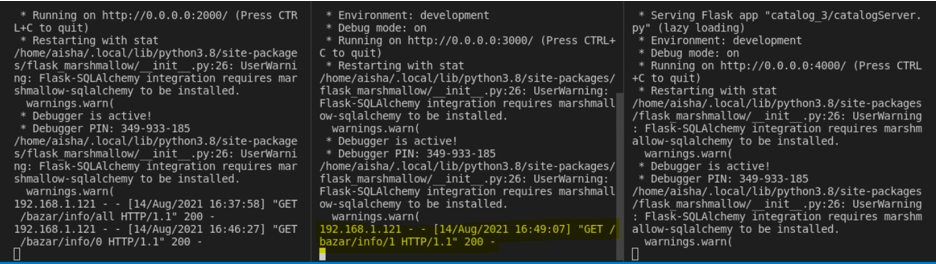 * Running on http://0.0.0.0:2000/ (Press CTR
L+C to quit)
 * Restarting with stat
/home/aisha/.local/lib/python3.8/site-package
s/flask_marshmallow/__init__.py:26: UserWarni
ng: Flask-SQLAlchemy integration requires mar
shmallow-sqlalchemy to be installed.
  warnings.warn(
 * Debugger is active!
 * Debugger PIN: 349-933-185
/home/aisha/.local/lib/python3.8/site-package
s/flask_marshmallow/__init__.py:26: UserWarni
ng: Flask-SQLAlchemy integration requires mar
shmallow-sqlalchemy to be installed.
  warnings.warn(
192.168.1.121 - - [14/Aug/2021 16:37:58] "GET
 /bazar/info/all HTTP/1.1" 200 -
192.168.1.121 - - [14/Aug/2021 16:46:27] "GET
 /bazar/info/0 HTTP/1.1" 200 -
 * Environment: development
 * Debug mode: on
 * Running on http://0.0.0.0:3000/ (Press CTRL+
C to quit)
 * Restarting with stat
/home/aisha/.local/lib/python3.8/site-packages/
flask_marshmallow/__init__.py:26: UserWarning:
Flask-SQLAlchemy integration requires marshmall
ow-sqlalchemy to be installed.
  warnings.warn(
 * Debugger is active!
 * Debugger PIN: 349-933-185
/home/aisha/.local/lib/python3.8/site-packages/
flask_marshmallow/__init__.py:26: UserWarning:
Flask-SQLAlchemy integration requires marshmall
ow-sqlalchemy to be installed.
  warnings.warn(
192.168.1.121 - - [14/Aug/2021 16:49:07] "GET /
bazar/info/1 HTTP/1.1" 200 -
 * Serving Flask app "catalog_3/catalogServer.
py" (lazy loading)
 * Environment: development
 * Debug mode: on
 * Running on http://0.0.0.0:4000/ (Press CTRL
+C to quit)
 * Restarting with stat
/home/aisha/.local/lib/python3.8/site-packages
/flask_marshmallow/__init__.py:26: UserWarning
: Flask-SQLAlchemy integration requires marshm
allow-sqlalchemy to be installed.
  warnings.warn(
 * Debugger is active!
 * Debugger PIN: 349-933-185
/home/aisha/.local/lib/python3.8/site-packages
/flask_marshmallow/__init__.py:26: UserWarning
: Flask-SQLAlchemy integration requires marshm
allow-sqlalchemy to be installed.
  warnings.warn(